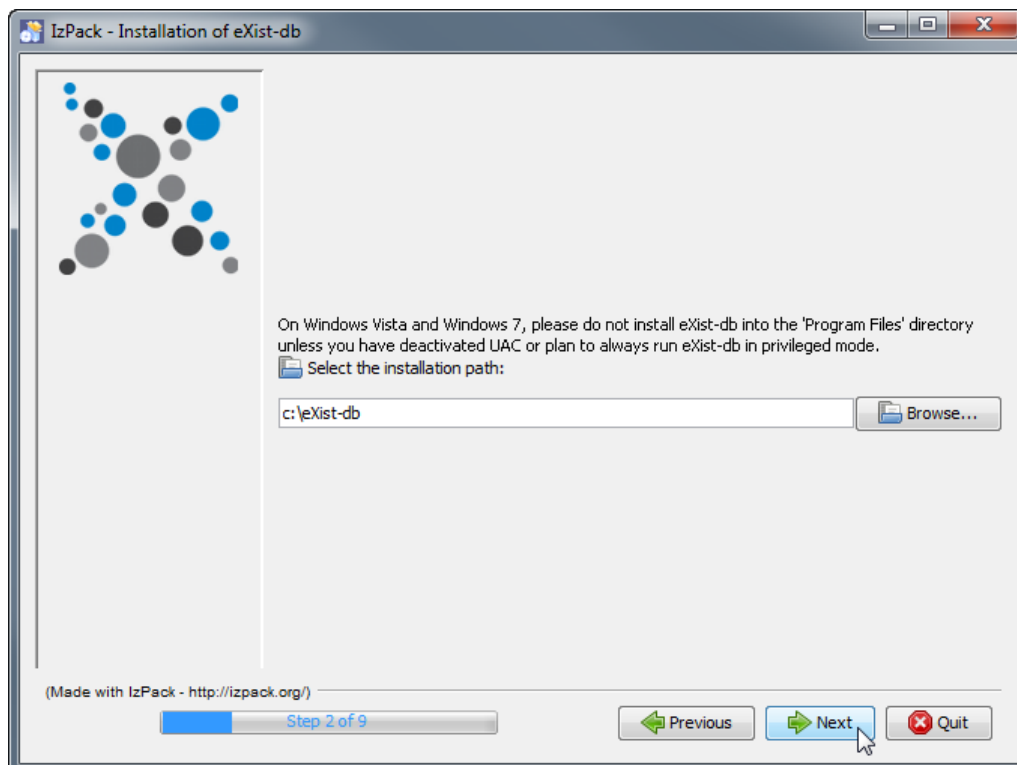 IzPack - Installation of eXist-db
On Windows Vista and Windows 7, please do not install eXist-db into the 'Program Files' directory
unless you have deactivated UAC or plan to always run eXist-db in privileged mode.
Select the installation path:
c:\eXist-db
Browse...
(Made with IzPack - http://izpack.org/)
Step 2 of 9
Previous
Next
Quit